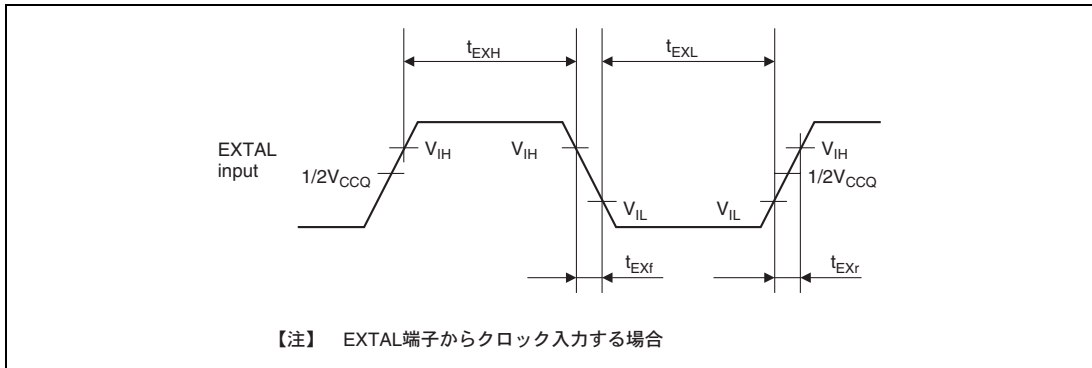 tEXH
tEXL
EXTAL
input
VIH
VIH
VIH
1/2VCCQ
1/2VCCQ
VIL
VIL
tEXf
tEXr
【注】 EXTAL端子からクロック入力する場合